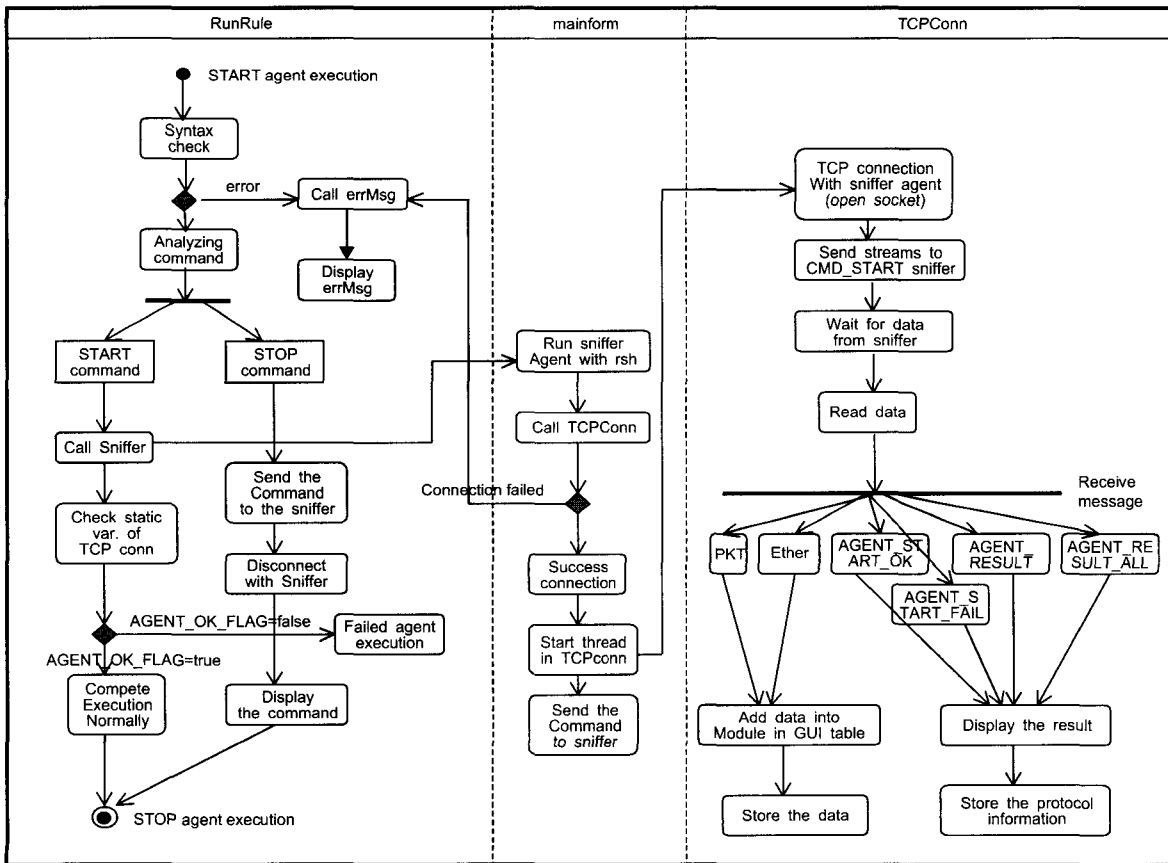 RunRule
mainform
TCPConn
START agent execution
Syntax
check
error
Call errMsg
Analyzing
command
Display
errMsg
START
command
STOP
command
Call Sniffer
Send the
Command
to the sniffer
Check static
var. of
TCP conn
Disconnect
with Sniffer
AGENT_OK_FLAG=false
Failed agent
execution
AGENT_OK_FLAG=true
Compete
Execution
Normally
Display
the command
STOP agent execution
Run sniffer
Agent with rsh
Call TCPConn
Connection failed
Success
connection
Start thread
in TCPconn
Send the
Command
to sniffer
TCP connection
With sniffer agent
(open socket)
Send streams to
CMD_START sniffer
Wait for data
from sniffer
Read data
Receive
message
PKT
Ether
AGENT_ST
ART_OK
AGENT_
RESULT
AGENT_RE
SULT_ALL
AGENT_S
TART_FAIL
Add data into
Module in GUI table
Display the result
Store the data
Store the protocol
information